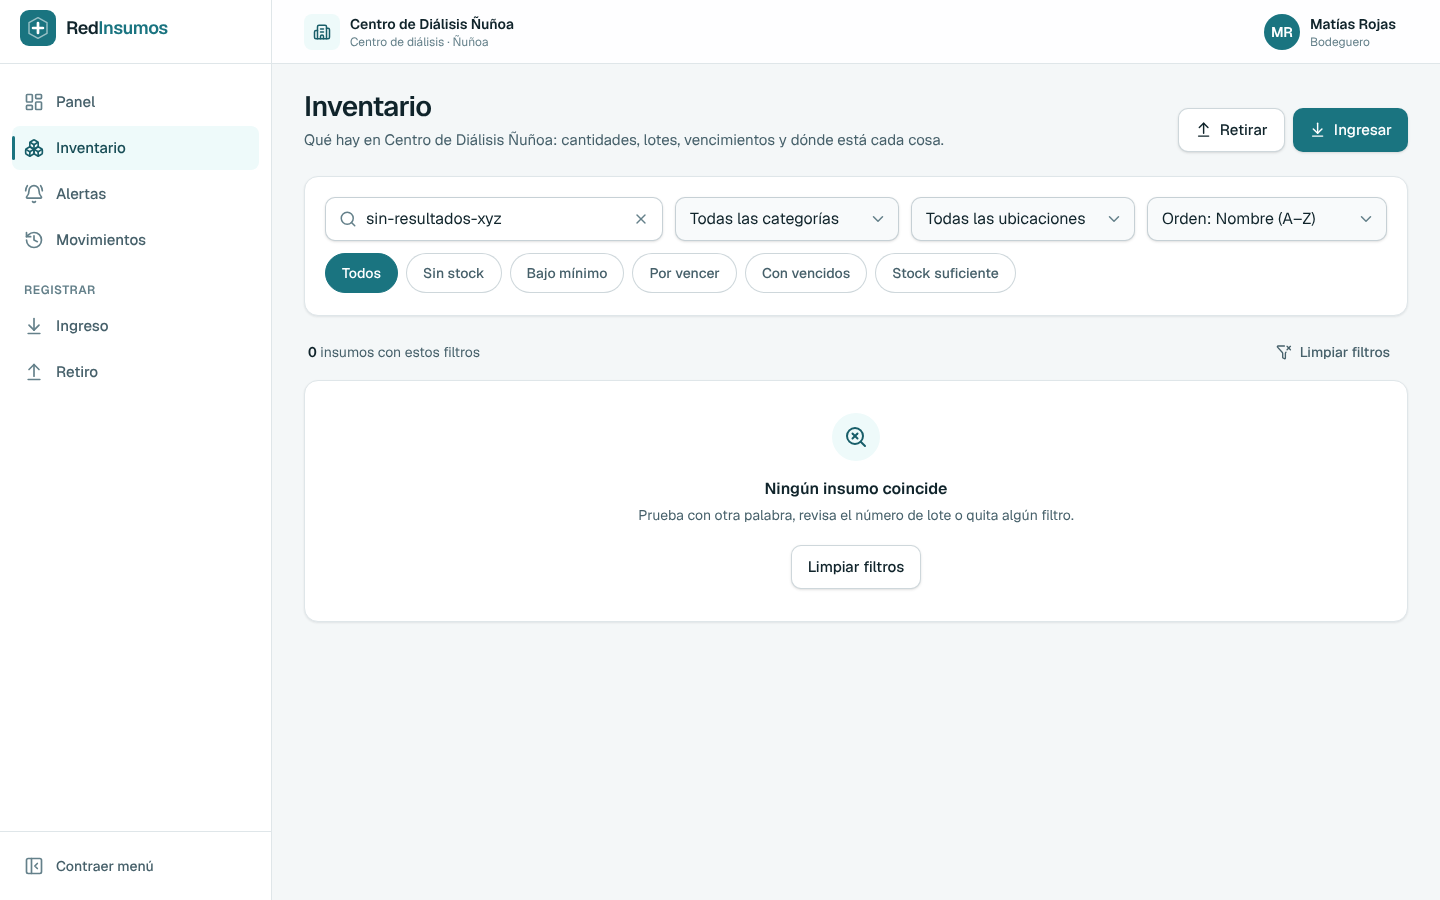 RedInsumos
Centro de Diálisis Ñuñoa
Centro de diálisis · Ñuñoa
MR
Matías Rojas
Bodeguero
Panel
Inventario
Alertas
Movimientos
REGISTRAR
Ingreso
Retiro
Contraer menú
Inventario
Qué hay en Centro de Diálisis Ñuñoa: cantidades, lotes, vencimientos y dónde está cada cosa.
Retirar
Ingresar
sin-resultados-xyz
Todas las categorías
Todas las ubicaciones
Orden: Nombre (A–Z)
Todos
Sin stock
Bajo mínimo
Por vencer
Con vencidos
Stock suficiente
0 insumos con estos filtros
Limpiar filtros
Ningún insumo coincide
Prueba con otra palabra, revisa el número de lote o quita algún filtro.
Limpiar filtros